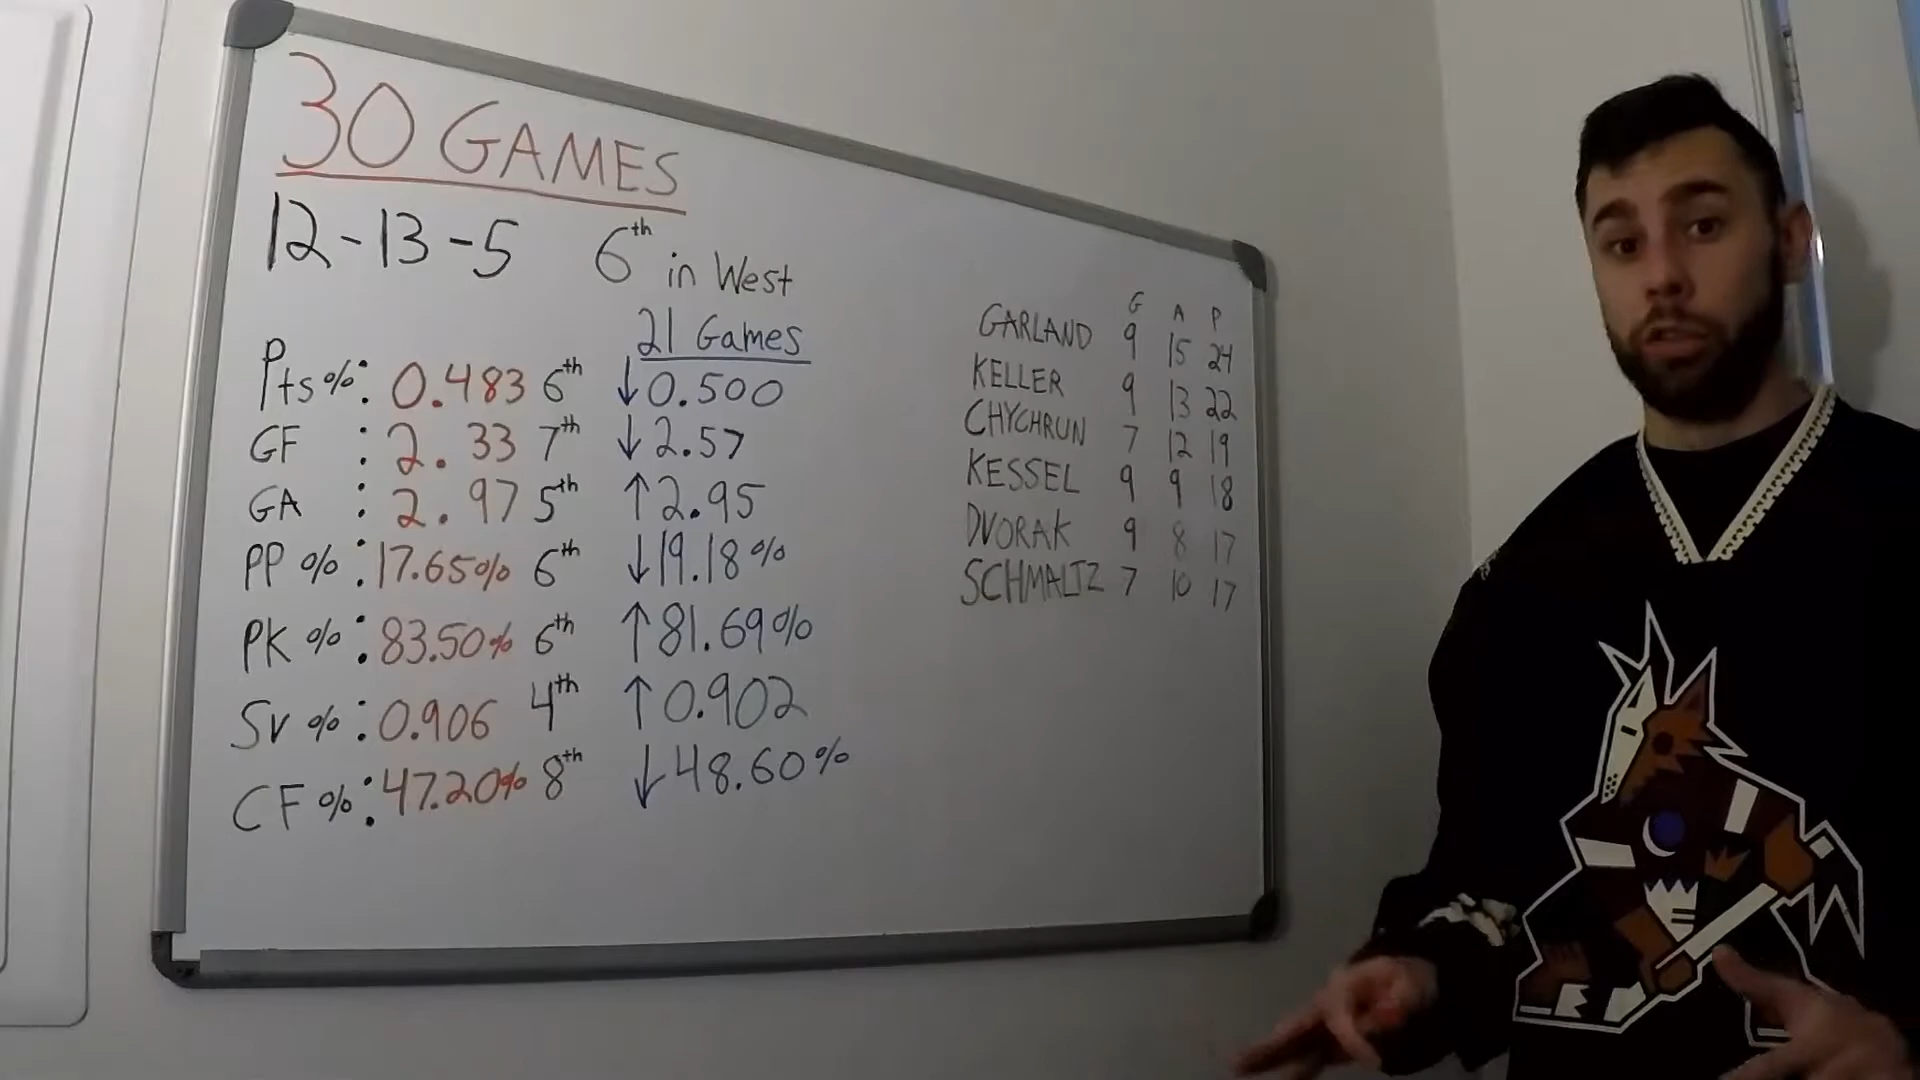 30 GAMES
12-13-5 6th in West
21 Games
Pts%: 0.483 6th ↓0.500
GF : 2.33 7th ↓2.57
GA : 2.97 5th ↑2.95
PP %: 17.65% 6th ↓19.18%
PK %: 83.50% 6th ↑81.69%
Sv %: 0.906 4th ↑0.902
CF %: 47.20% 8th ↓48.60%
G A P
GARLAND 9 15 24
KELLER 9 13 22
CHYCHRUN 7 12 19
KESSEL 9 9 18
DVORAK 9 8 17
SCHMALTZ 7 10 17